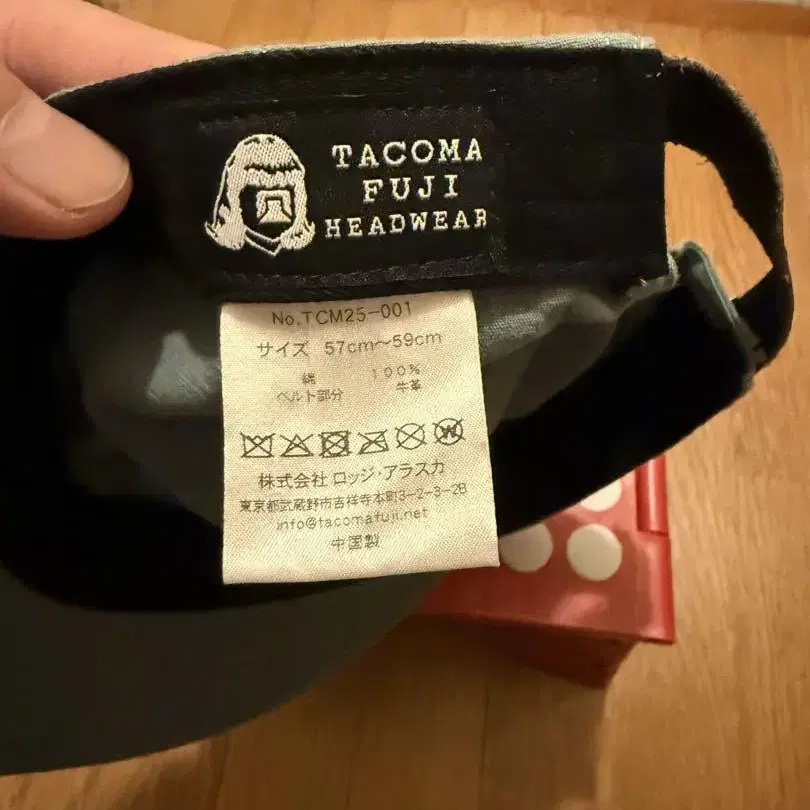 TACOMA
FUJI
HEADWEAR
No.TCM25-001
サイズ 57cm～59cm
綿 100%
ベルト部分 牛革
株式会社 ロッジ・アラスカ
東京都武蔵野市吉祥寺本町3-2-3-2B
info@tacomafuji.net
中国製